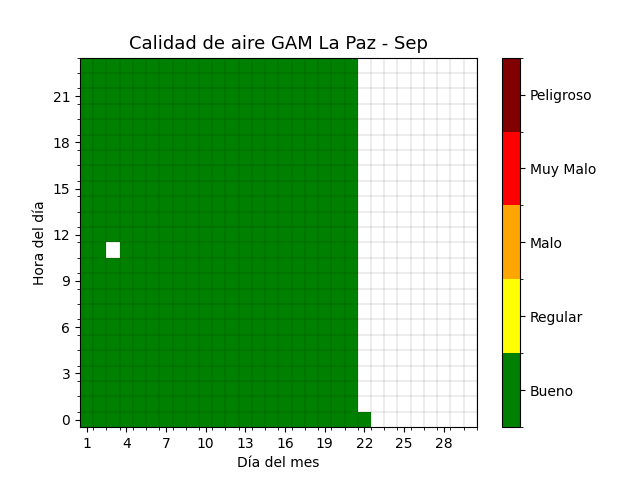 Calidad de aire GAM La Paz - Sep
Hora del día
21
18
15
12
9
6
3
0
1 4 7 10 13 16 19 22 25 28
Día del mes
Peligroso
Muy Malo
Malo
Regular
Bueno